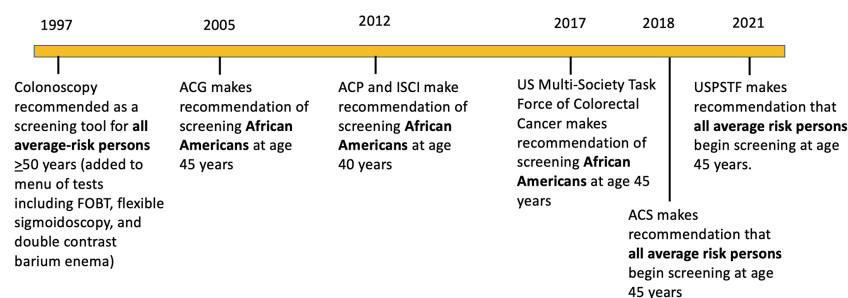 1997
2005
2012
2017
2018
2021
Colonoscopy
recommended as a
screening tool for all
average-risk persons
≥50 years (added to
menu of tests
including FOBT, flexible
sigmoidoscopy, and
double contrast
barium enema)
ACG makes
recommendation of
screening African
Americans at age
45 years
ACP and ISCI make
recommendation of
screening African
Americans at age
40 years
US Multi-Society Task
Force of Colorectal
Cancer makes
recommendation of
screening African
Americans at age 45
years
ACS makes
recommendation that
all average risk persons
begin screening at age
45 years
USPSTF makes
recommendation that
all average risk persons
begin screening at age
45 years.